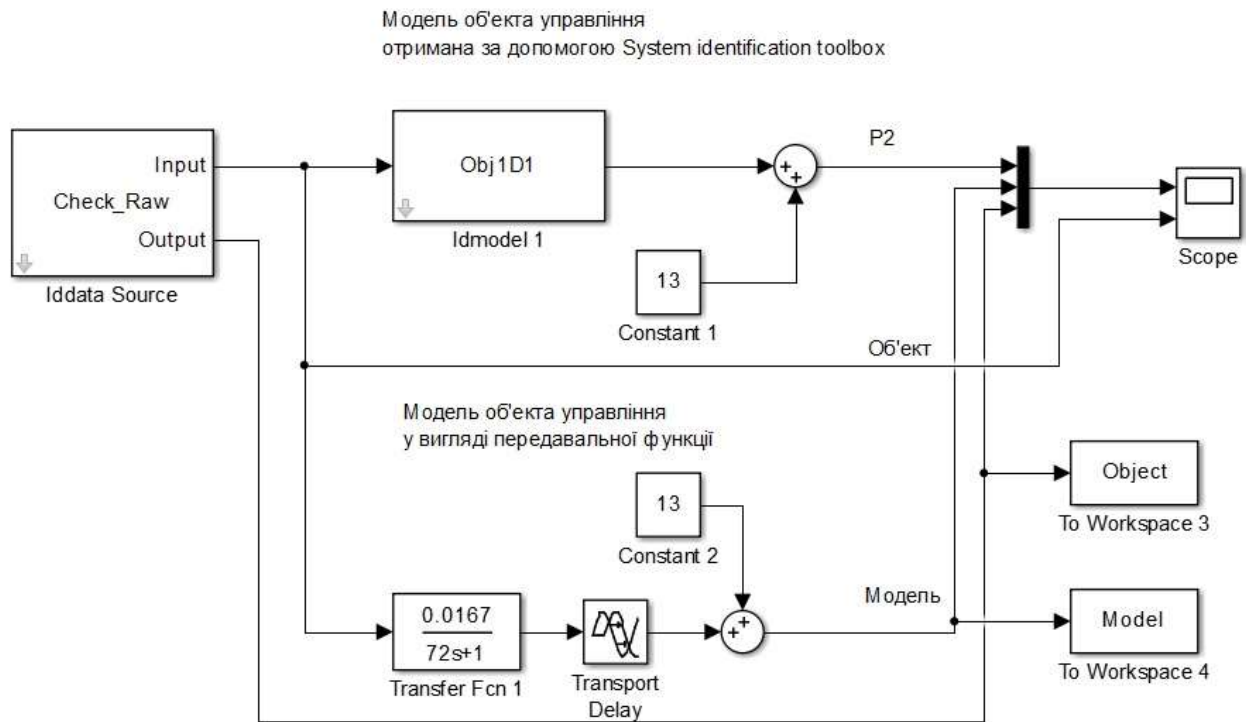 Модель об'єкта управління
отримана за допомогою System identification toolbox
Input
Check_Raw
Output
Iddata Source
Obj1D1
Idmodel 1
P2
13
Constant 1
Scope
Об'ект
Модель об'єкта управління
у вигляді передавальної функції
13
Constant 2
0.0167
72s+1
Transfer Fcn 1
Transport
Delay
Модель
Object
To Workspace 3
Model
To Workspace 4